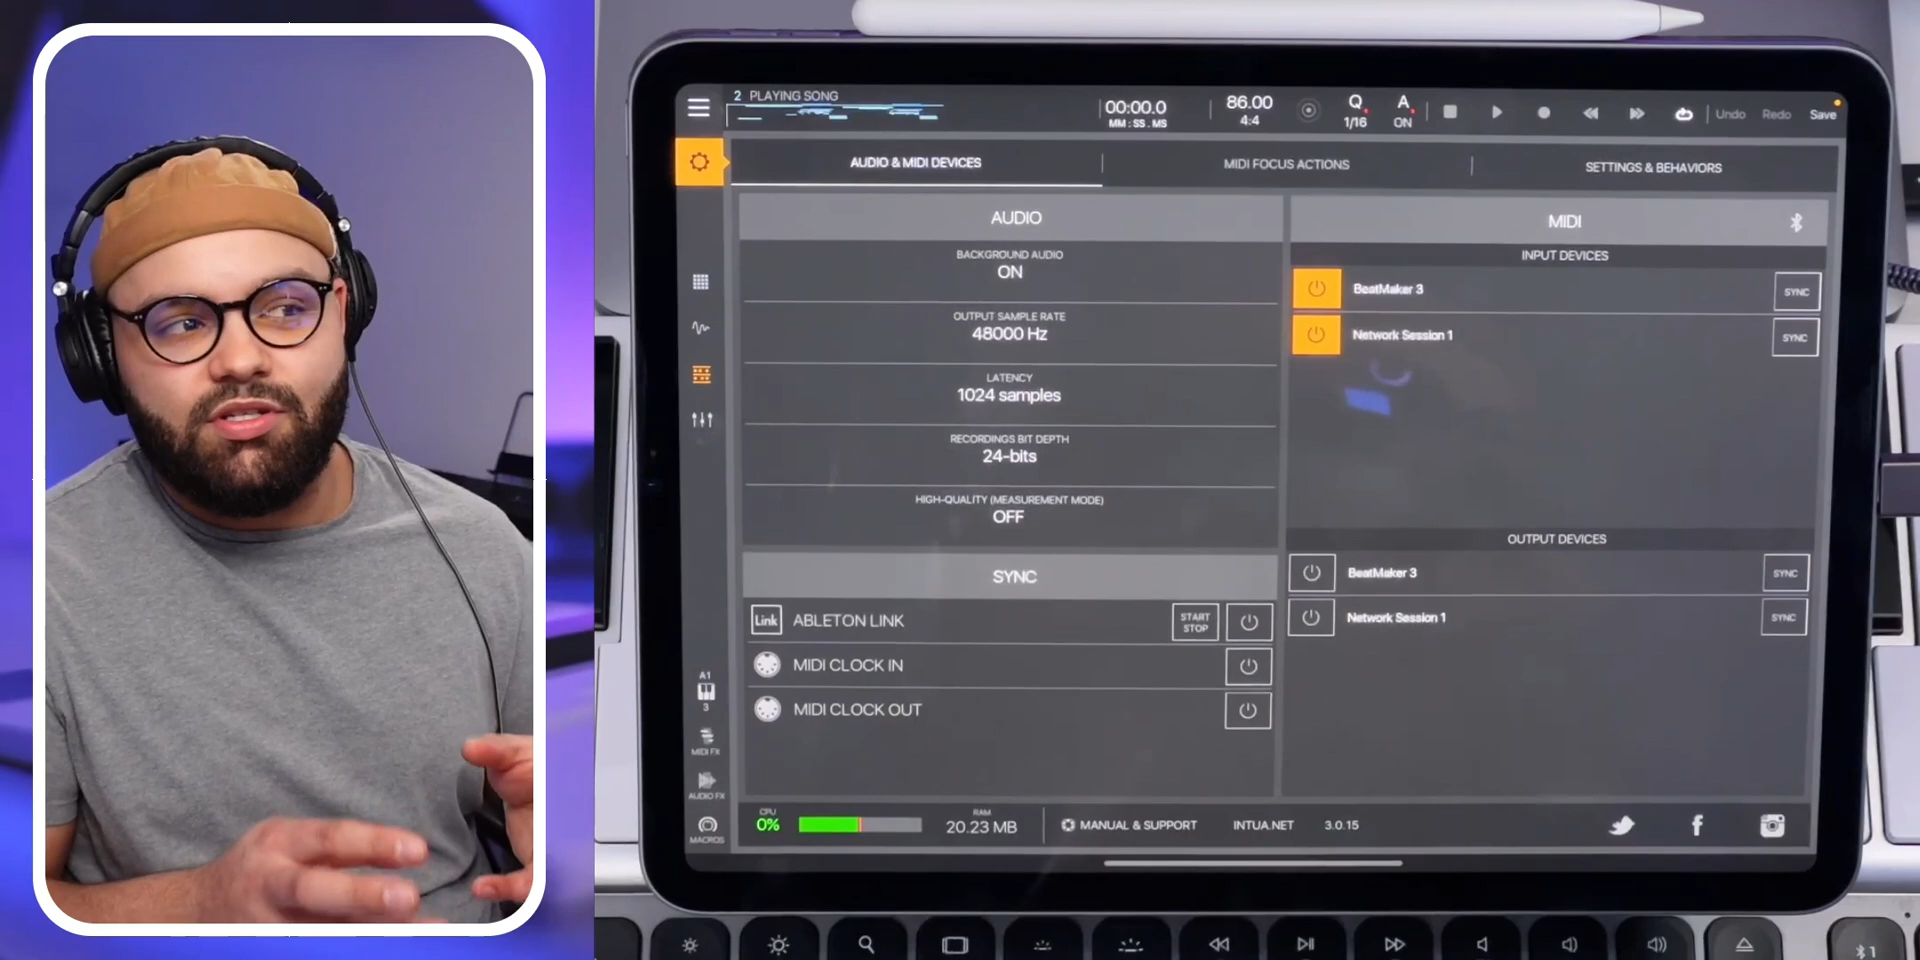 2 PLAYING SONG
00:00.0
MM : SS . MS
86.00
4:4
Q
1/16
A
ON
Undo
Redo
Save
AUDIO & MIDI DEVICES
MIDI FOCUS ACTIONS
SETTINGS & BEHAVIORS
AUDIO
BACKGROUND AUDIO
ON
OUTPUT SAMPLE RATE
48000 Hz
LATENCY
1024 samples
RECORDINGS BIT DEPTH
24-bits
HIGH-QUALITY (MEASUREMENT MODE)
OFF
SYNC
Link ABLETON LINK
START
STOP
MIDI CLOCK IN
MIDI CLOCK OUT
MIDI
INPUT DEVICES
BeatMaker 3 SYNC
Network Session 1 SYNC
OUTPUT DEVICES
BeatMaker 3 SYNC
Network Session 1 SYNC
A1
3
MIDI FX
AUDIO FX
MACROS
CPU
0%
RAM
20.23 MB
MANUAL & SUPPORT
INTUA.NET
3.0.15
1